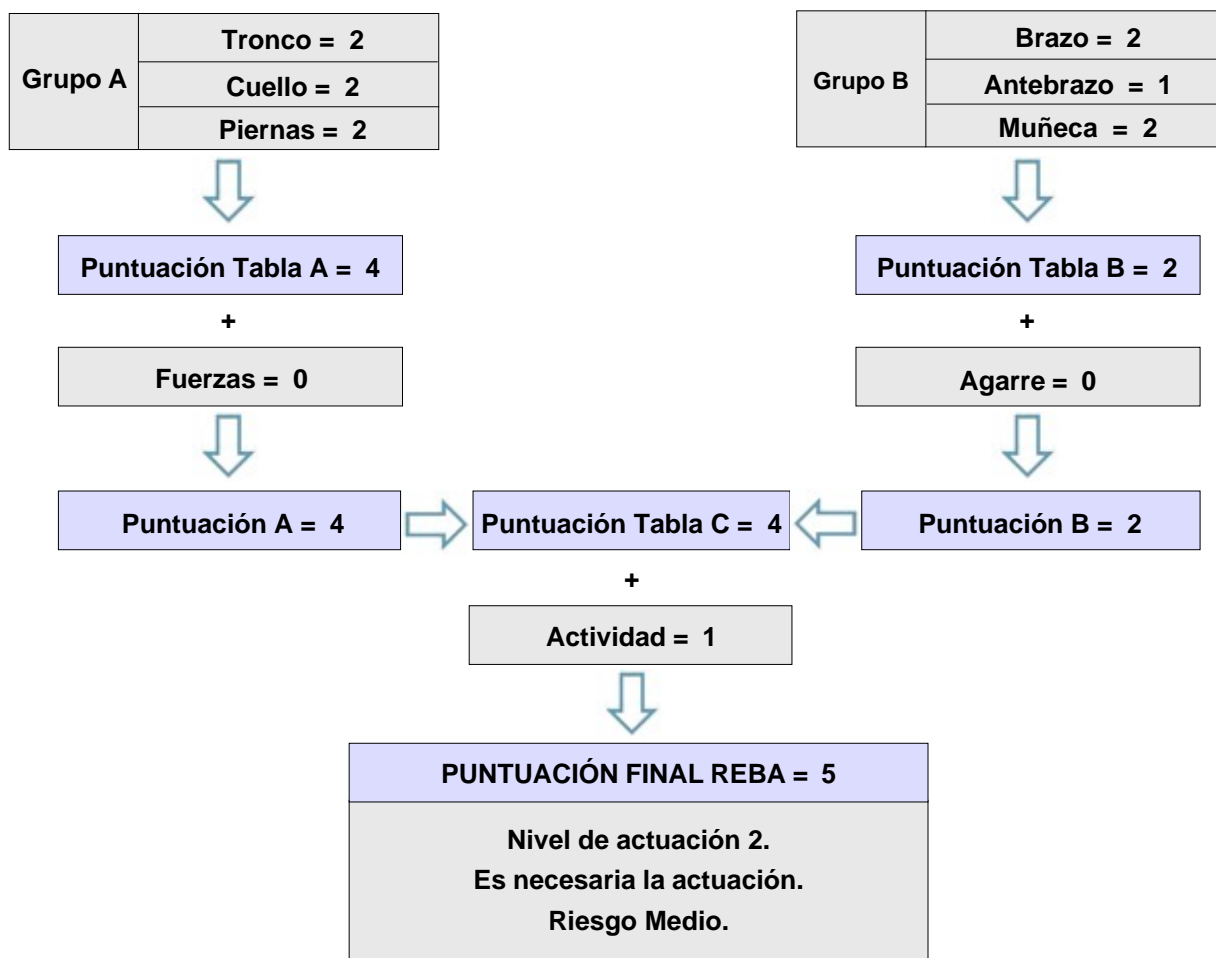 Grupo A
Tronco = 2
Cuello = 2
Piernas = 2
Grupo B
Brazo = 2
Antebrazo = 1
Muñeca = 2
Puntuación Tabla A = 4
+
Fuerzas = 0
Puntuación Tabla B = 2
+
Agarre = 0
Puntuación A = 4
Puntuación Tabla C = 4
Puntuación B = 2
+
Actividad = 1
PUNTUACIÓN FINAL REBA = 5
Nivel de actuación 2.
Es necesaria la actuación.
Riesgo Medio.